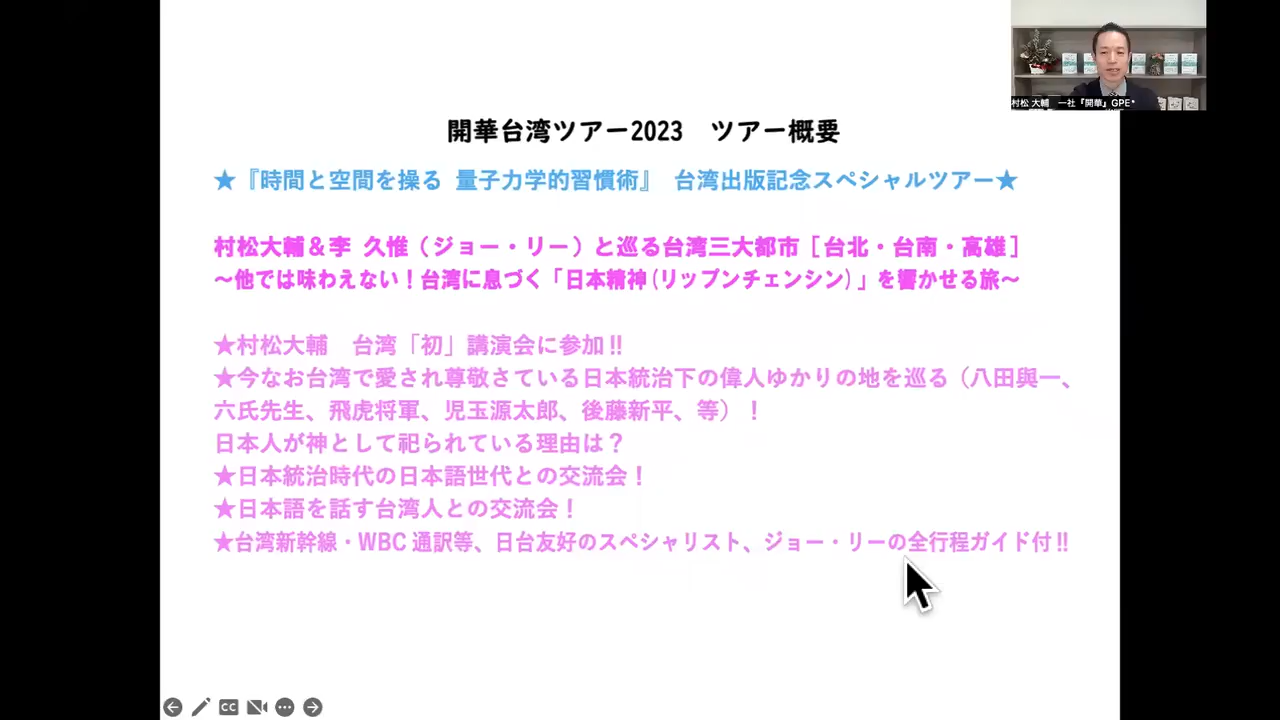 村松 大輔　一社『開華』GPE*
開華台湾ツアー2023　ツアー概要
★『時間と空間を操る 量子力学的習慣術』 台湾出版記念スペシャルツアー★
村松大輔＆李 久惟（ジョー・リー）と巡る台湾三大都市［台北・台南・高雄］
〜他では味わえない！台湾に息づく「日本精神(リップンチェンシン)」を響かせる旅〜
★村松大輔　台湾「初」講演会に参加‼
★今なお台湾で愛され尊敬さている日本統治下の偉人ゆかりの地を巡る（八田與一、
六氏先生、飛虎将軍、児玉源太郎、後藤新平、等）！
日本人が神として祀られている理由は？
★日本統治時代の日本語世代との交流会！
★日本語を話す台湾人との交流会！
★台湾新幹線・WBC 通訳等、日台友好のスペシャリスト、ジョー・リーの全行程ガイド付‼
CC